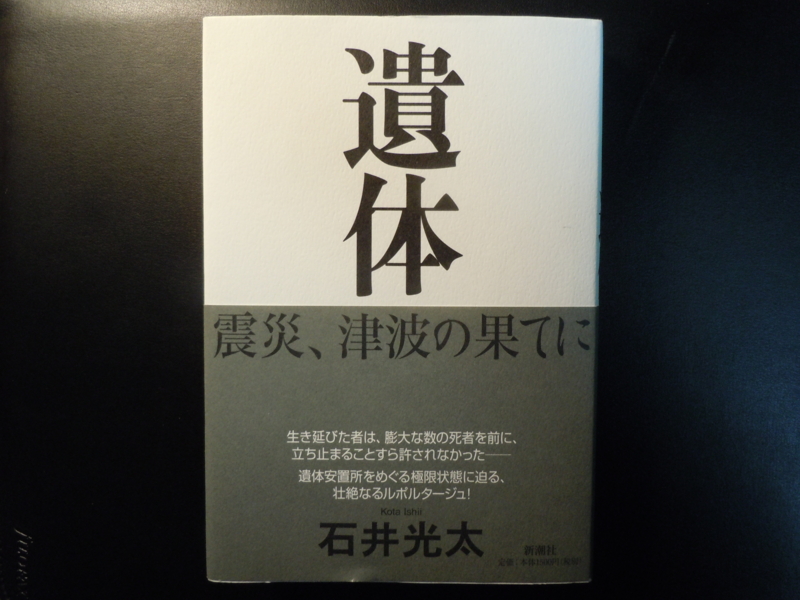 遺体
震災、津波の果てに
生き延びた者は、膨大な数の死者を前に、
立ち止まることすら許されなかった——
遺体安置所をめぐる極限状態に迫る、
壮絶なるルポルタージュ!
Kota Ishii
石井光太
新潮社